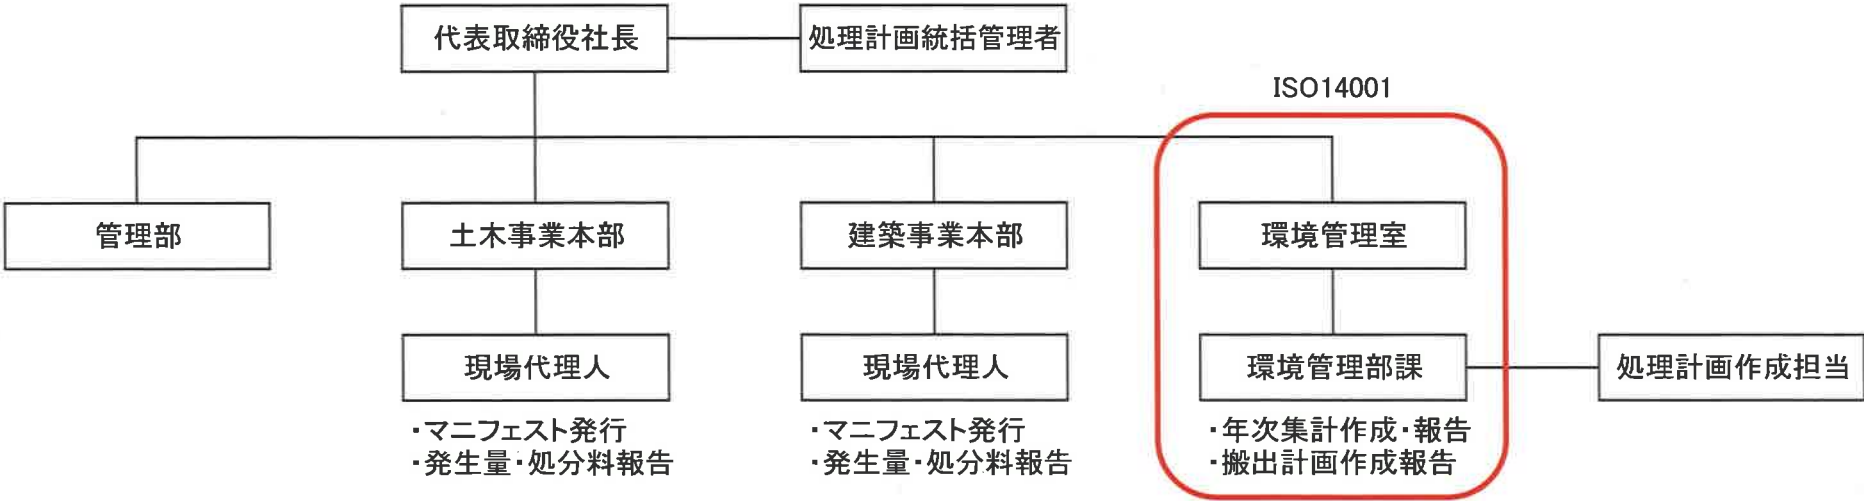 代表取締役社長
処理計画統括管理者
ISO14001
管理部
土木事業本部
建築事業本部
環境管理室
現場代理人
現場代理人
環境管理部課
処理計画作成担当
・マニフェスト発行
・発生量・処分料報告
・マニフェスト発行
・発生量・処分料報告
・年次集計作成・報告
・搬出計画作成報告